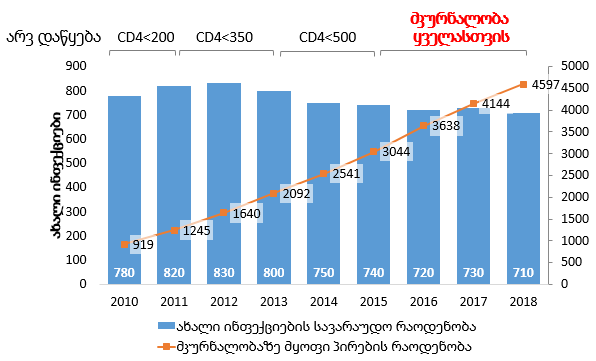 მკურნალობა
ყველასთვის
არვ დაწყება CD4<200 CD4<350 CD4<500
900 5000
800 4500
700 4000
600 3500
500 3000
400 2500
300 2000
200 1500
100 1000
0 500
0
ახალი ინფექციები
919 1245 1640 2092 2541 3044 3638 4144 4597
780 820 830 800 750 740 720 730 710
2010 2011 2012 2013 2014 2015 2016 2017 2018
ახალი ინფექციების სავარაუდო რაოდენობა
მკურნალობაზე მყოფი პირების რაოდენობა